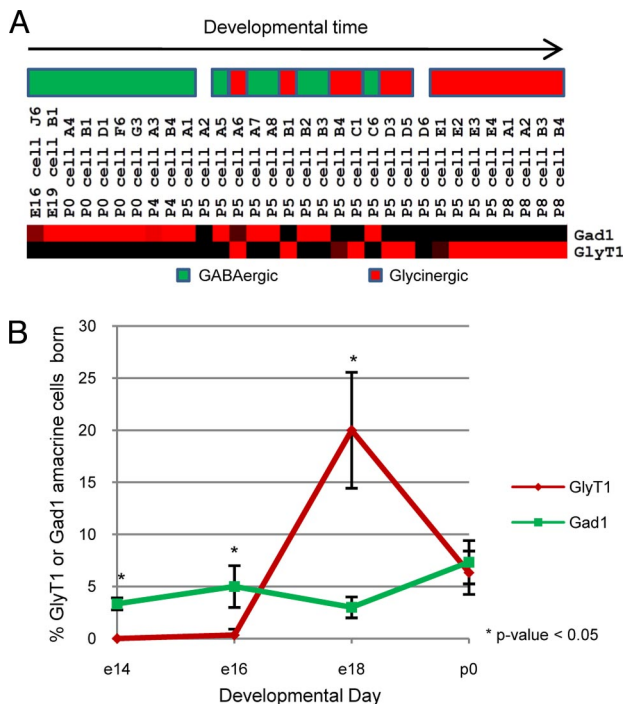 A
Developmental time
E16 cell J6
E19 cell B1
P0 cell A4
P0 cell B1
P0 cell D1
P0 cell F6
P0 cell G3
P4 cell A3
P4 cell B4
P5 cell A1
P5 cell A2
P5 cell A5
P5 cell A6
P5 cell A7
P5 cell A8
P5 cell B1
P5 cell B2
P5 cell B3
P5 cell B4
P5 cell C1
P5 cell C6
P5 cell D3
P5 cell D5
P5 cell D6
P5 cell E1
P5 cell E2
P5 cell E3
P5 cell E4
P8 cell A1
P8 cell A2
P8 cell B3
P8 cell B4
Gad1
GlyT1
GABAergic
Glycinergic
B
% GlyT1 or Gad1 amacrine cells born
30
25
20
15
10
5
0
*
*
*
e14
e16
e18
p0
Developmental Day
GlyT1
Gad1
* p-value < 0.05